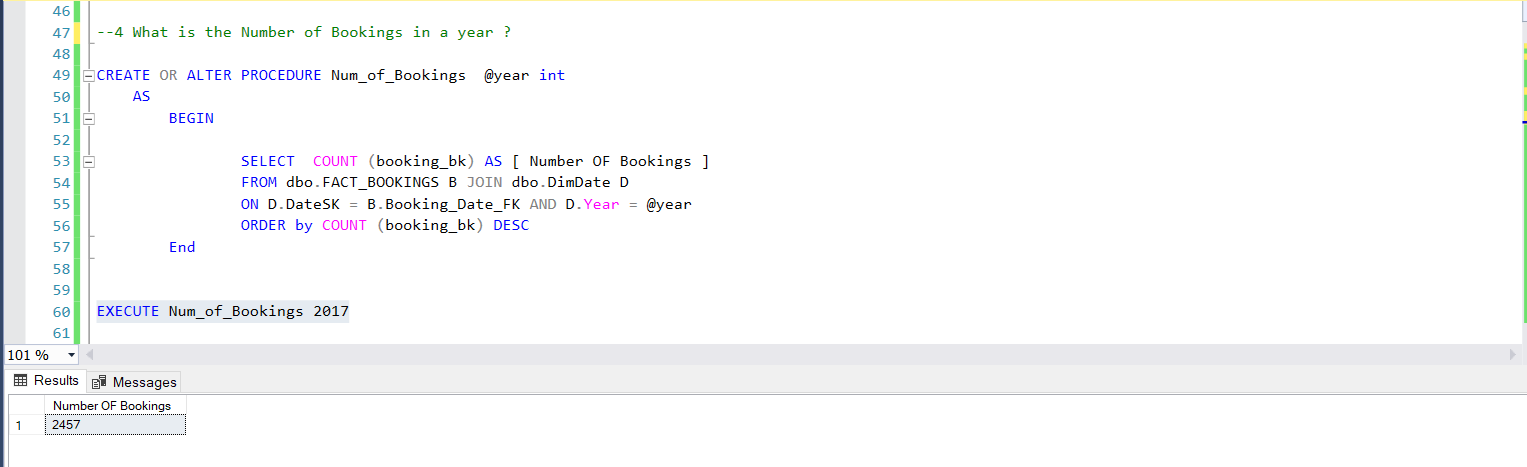 46
47 --4 What is the Number of Bookings in a year ?
48
49 CREATE OR ALTER PROCEDURE Num_of_Bookings  @year int
50 AS
51 BEGIN
52
53 SELECT  COUNT (booking_bk) AS [ Number OF Bookings ]
54 FROM dbo.FACT_BOOKINGS B JOIN dbo.DimDate D
55 ON D.DateSK = B.Booking_Date_FK AND D.Year = @year
56 ORDER by COUNT (booking_bk) DESC
57 End
58
59
60 EXECUTE Num_of_Bookings 2017
61
101 %
Results Messages
Number OF Bookings
1 2457